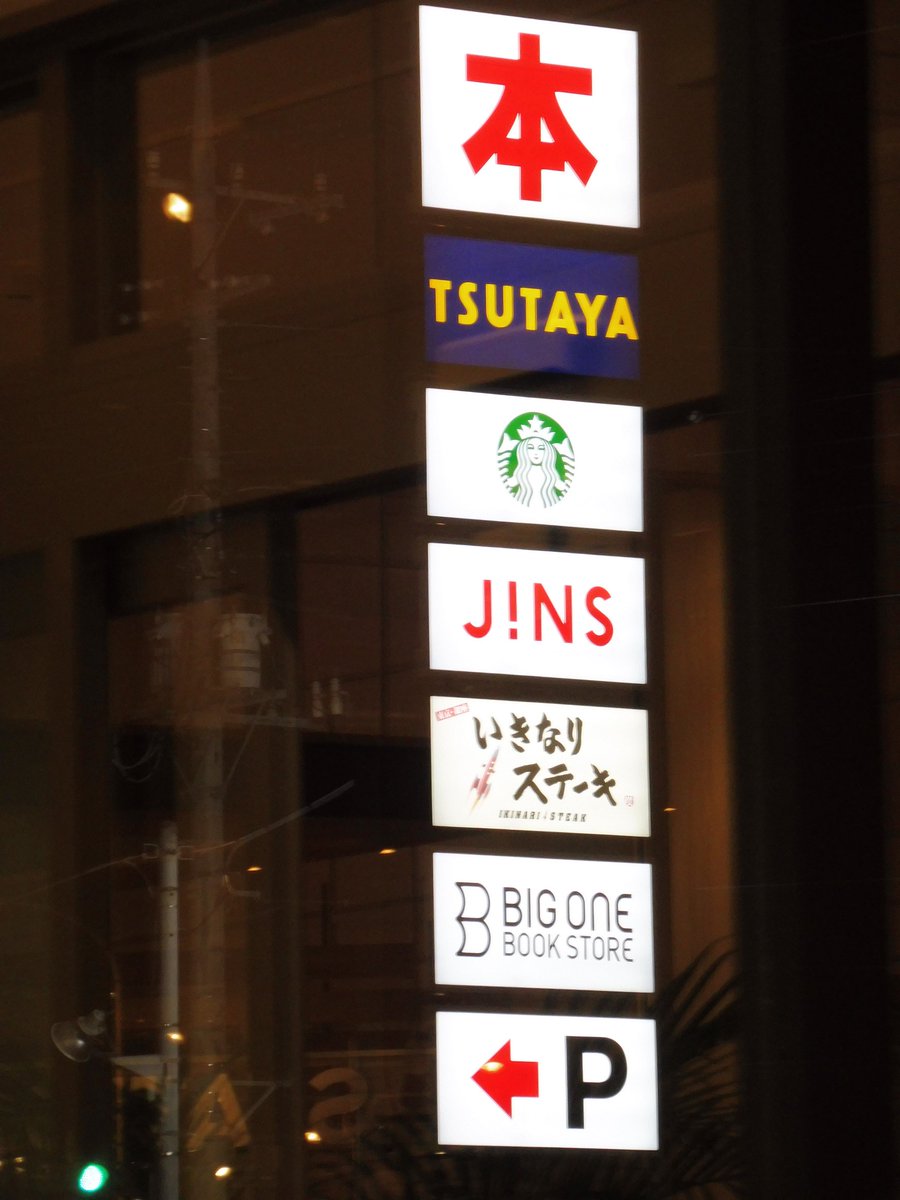 本
TSUTAYA
J!NS
いきなり
ステーキ
IKINARI STEAK
B BIG ONE
BOOK STORE
P